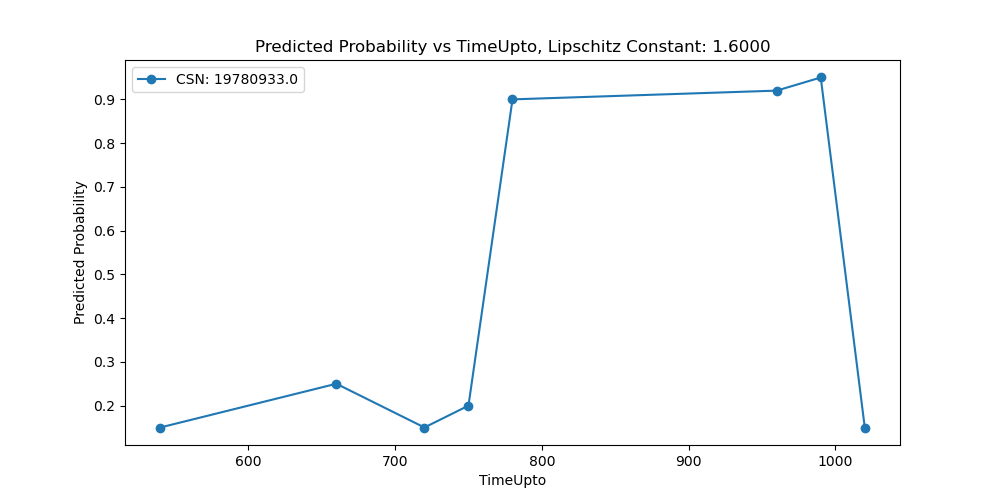 Predicted Probability vs TimeUpto, Lipschitz Constant: 1.6000
CSN: 19780933.0
Predicted Probability
0.9
0.8
0.7
0.6
0.5
0.4
0.3
0.2
600 700 800 900 1000
TimeUpto